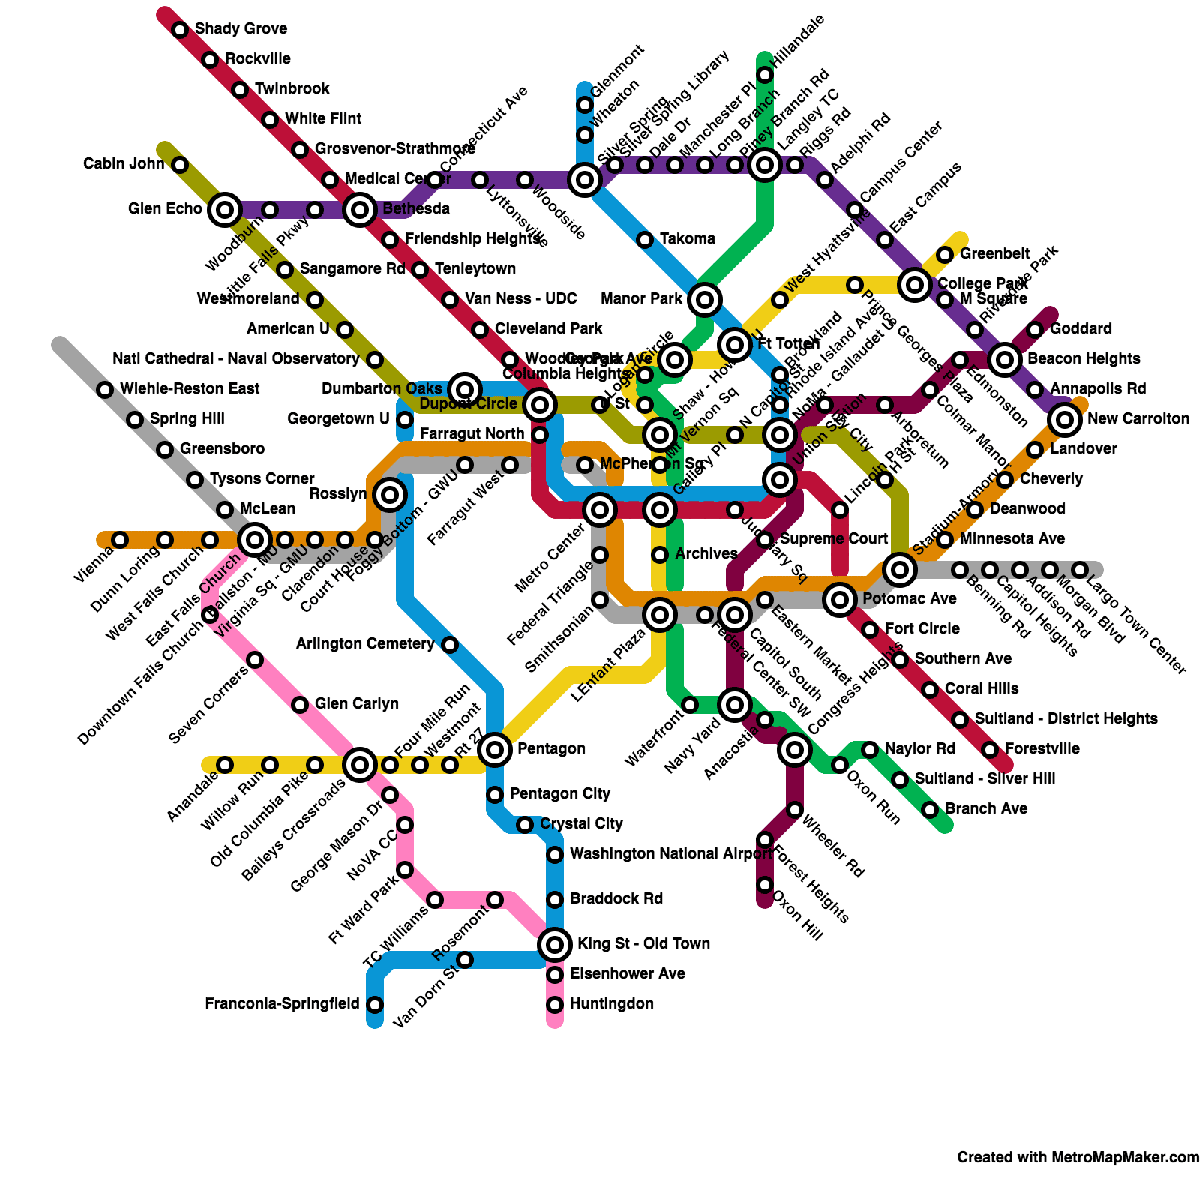 Shady Grove
Rockville
Twinbrook
White Flint
Grosvenor-Strathmore
Medical Center
Bethesda
Friendship Heights
Tenleytown
Van Ness - UDC
Cleveland Park
Dupont Circle
Farragut North
Cabin John
Glen Echo
Woodburn
Little Falls Pkwy
Sangamore Rd
Westmoreland
American U
Natl Cathedral - Naval Observatory
Dumbarton Oaks
Georgetown U
Connecticut Ave
Lyttonsville
Woodside
Glenmont
Wheaton
Silver Spring
Silver Spring Library
Dale Dr
Manchester Pl
Long Branch
Piney Branch Rd
Hillandale
Langley TC
Riggs Rd
Adelphi Rd
Campus Center
East Campus
Greenbelt
College Park
M Square
Riverdale Park
Goddard
Beacon Heights
Annapolis Rd
New Carrolton
Landover
Cheverly
Deanwood
Minnesota Ave
Stadium-Armory
Takoma
Manor Park
West Hyattsville
Prince Georges Plaza
Ft Totten
Georgia Ave
Columbia Heights
Logan Circle
U St
Mt Vernon Sq
N Capitol St
Brookland
Rhode Island Ave
NoMa - Gallaudet U
Union Station
Ivy City
Arboretum
Colmar Manor
Edmonston
H St
Lincoln Park
Wiehle-Reston East
Spring Hill
Greensboro
Tysons Corner
McLean
Rosslyn
Foggy Bottom - GWU
Farragut West
McPherson Sq
Metro Center
Gallery Pl
Judiciary Sq
Supreme Court
Archives
Federal Triangle
Smithsonian
LEnfant Plaza
Federal Center SW
Capitol South
Eastern Market
Potomac Ave
Vienna
Dunn Loring
West Falls Church
East Falls Church
Ballston - MU
Virginia Sq - GMU
Clarendon
Court House
Downtown Falls Church
Seven Corners
Glen Carlyn
Arlington Cemetery
Benning Rd
Capitol Heights
Addison Rd
Morgan Blvd
Largo Town Center
Fort Circle
Southern Ave
Coral Hills
Suitland - District Heights
Forestville
Waterfront
Navy Yard
Anacostia
Congress Heights
Oxon Run
Naylor Rd
Suitland - Silver Hill
Branch Ave
Wheeler Rd
Forest Heights
Oxon Hill
Annandale
Willow Run
Old Columbia Pike
Baileys Crossroads
Four Mile Run
Westmont
Rt 27
Pentagon
Pentagon City
Crystal City
Washington National Airport
Braddock Rd
King St - Old Town
Eisenhower Ave
Huntingdon
George Mason Dr
NoVA CC
Ft Ward Park
TC Williams
Rosemont
Van Dorn St
Franconia-Springfield
Created with MetroMapMaker.com